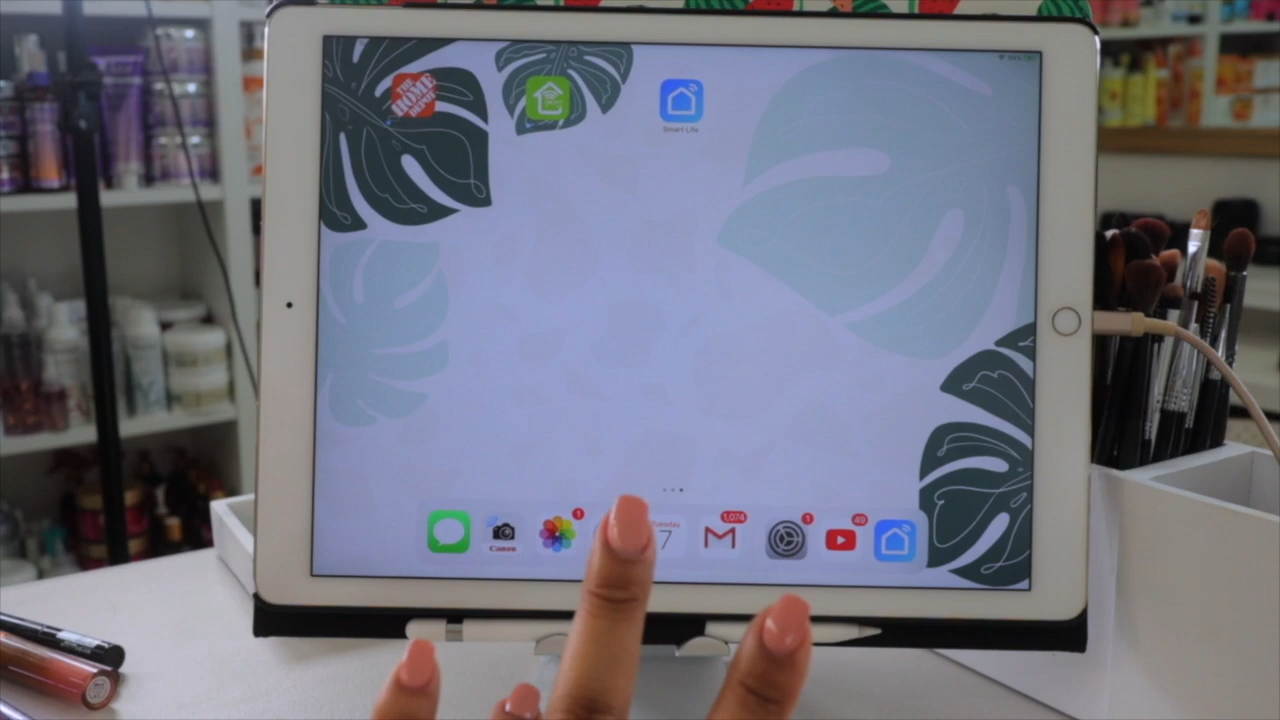 THE
HOME
DEPOT
Smart Life
1
Tuesday
7
1,074
1
49
Canon